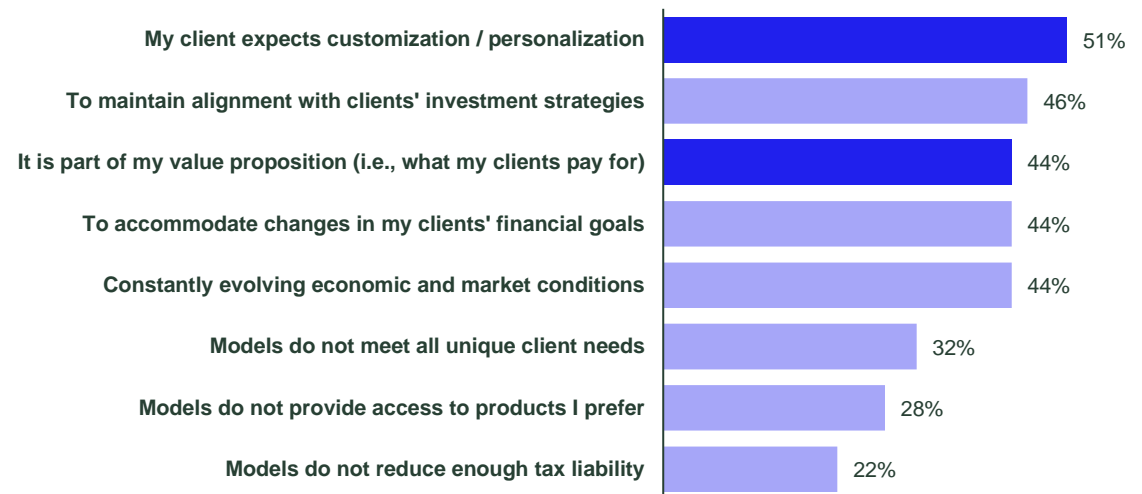 My client expects customization / personalization 51%
To maintain alignment with clients' investment strategies 46%
It is part of my value proposition (i.e., what my clients pay for) 44%
To accommodate changes in my clients' financial goals 44%
Constantly evolving economic and market conditions 44%
Models do not meet all unique client needs 32%
Models do not provide access to products I prefer 28%
Models do not reduce enough tax liability 22%